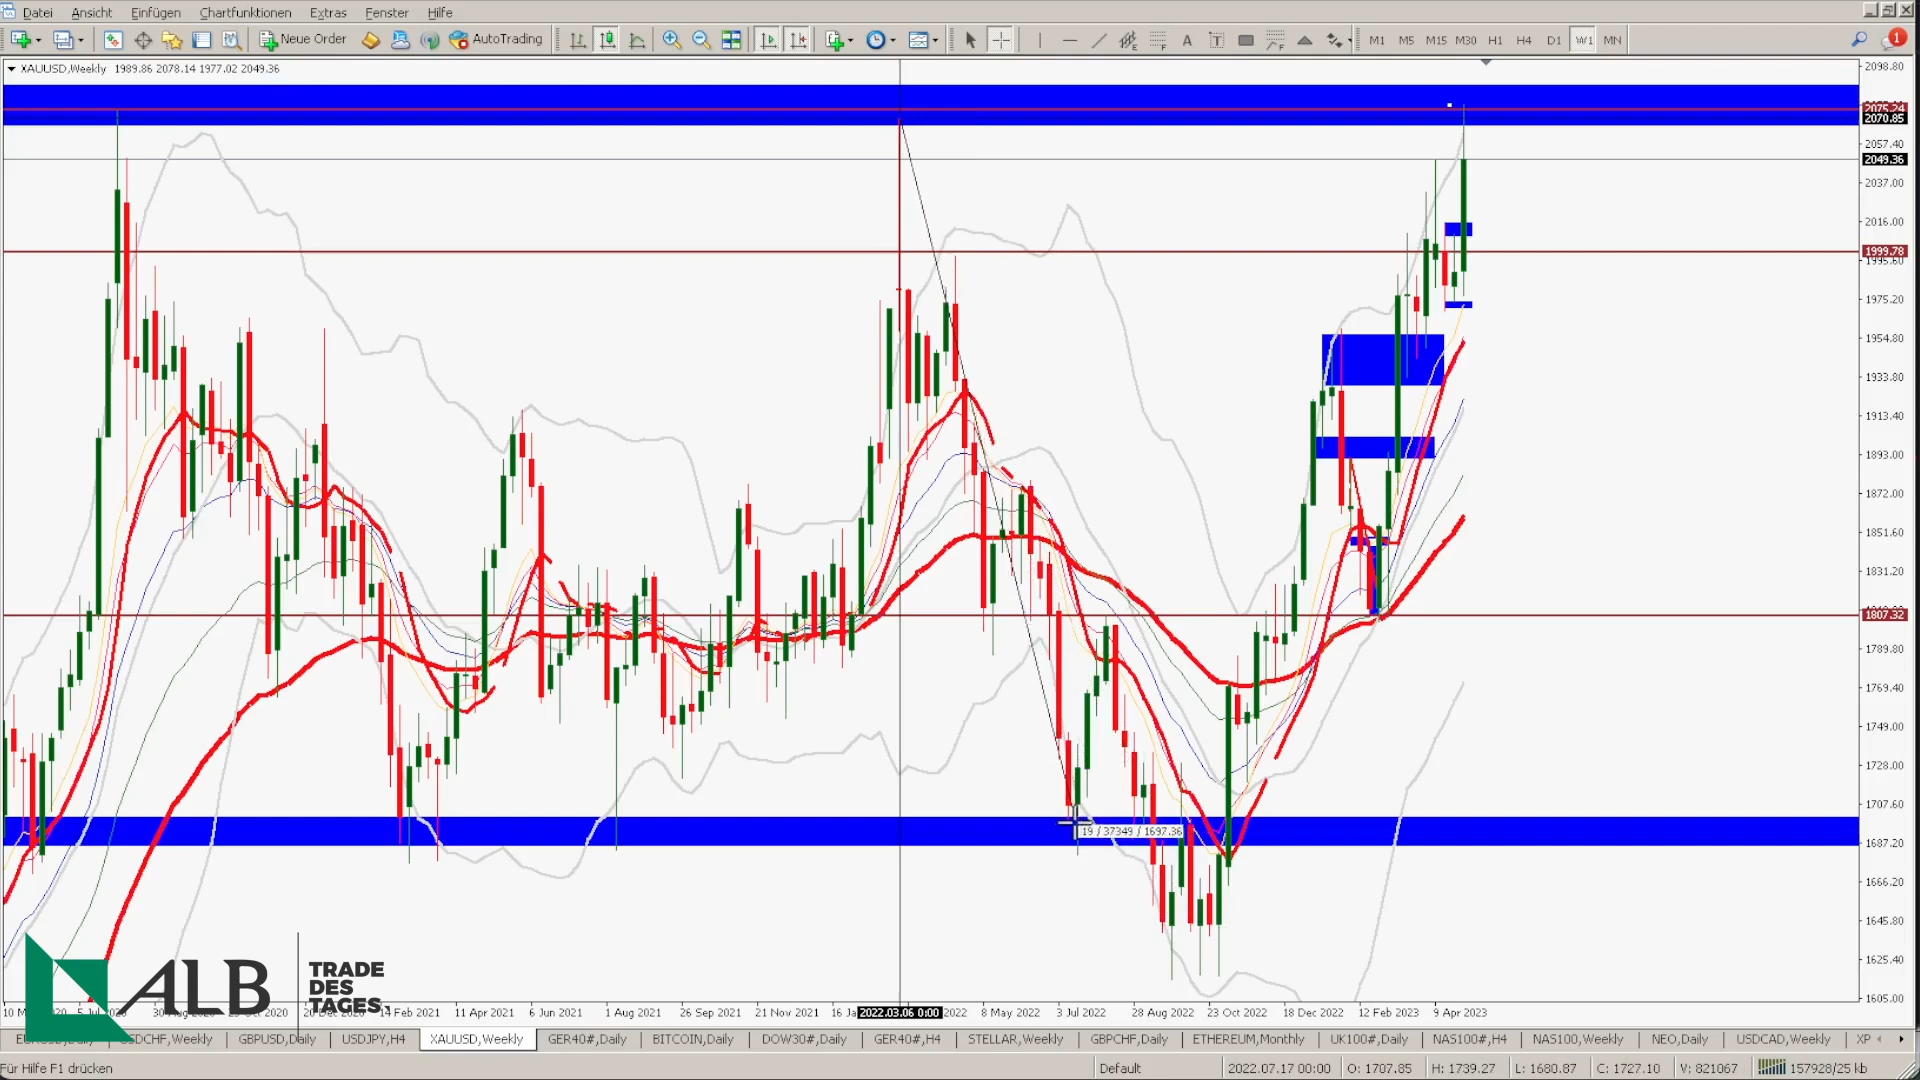 Datei Ansicht Einfügen Chartfunktionen Extras Fenster Hilfe
Neue Order AutoTrading A T M1 M5 M15 M30 H1 H4 D1 W1 MN 1
XAUUSD,Weekly 1989.86 2078.14 1977.02 2049.36
2098.80
2075.24
2070.85
2057.40
2049.36
2037.00
2016.00
1999.78
1995.60
1975.20
1954.80
1933.80
1913.40
1893.00
1872.00
1851.60
1831.20
1807.32
1789.80
1769.40
1749.00
1728.00
1707.60
19 / 37349 / 1697.36
1687.20
1666.20
1645.80
1625.40
1605.00
ALB TRADE
DES
TAGES.
14 Feb 2021 11 Apr 2021 6 Jun 2021 1 Aug 2021 26 Sep 2021 21 Nov 2021 16 Ja 2022.03.06 0:00 2022 8 May 2022 3 Jul 2022 28 Aug 2022 23 Oct 2022 18 Dec 2022 12 Feb 2023 9 Apr 2023
GBPUSD,Daily USDJPY,H4 XAUUSD,Weekly GER40#,Daily BITCOIN,Daily DOW30#,Daily GER40#,H4 STELLAR,Weekly GBPCHF,Daily ETHEREUM,Monthly UK100#,Daily NAS100#,H4 NAS100,Weekly NEO,Daily USDCAD,Weekly XP
Für Hilfe F1 drücken Default 2022.07.17 00:00 O: 1707.85 H: 1739.27 L: 1680.87 C: 1727.10 V: 821067 157928/25 kb